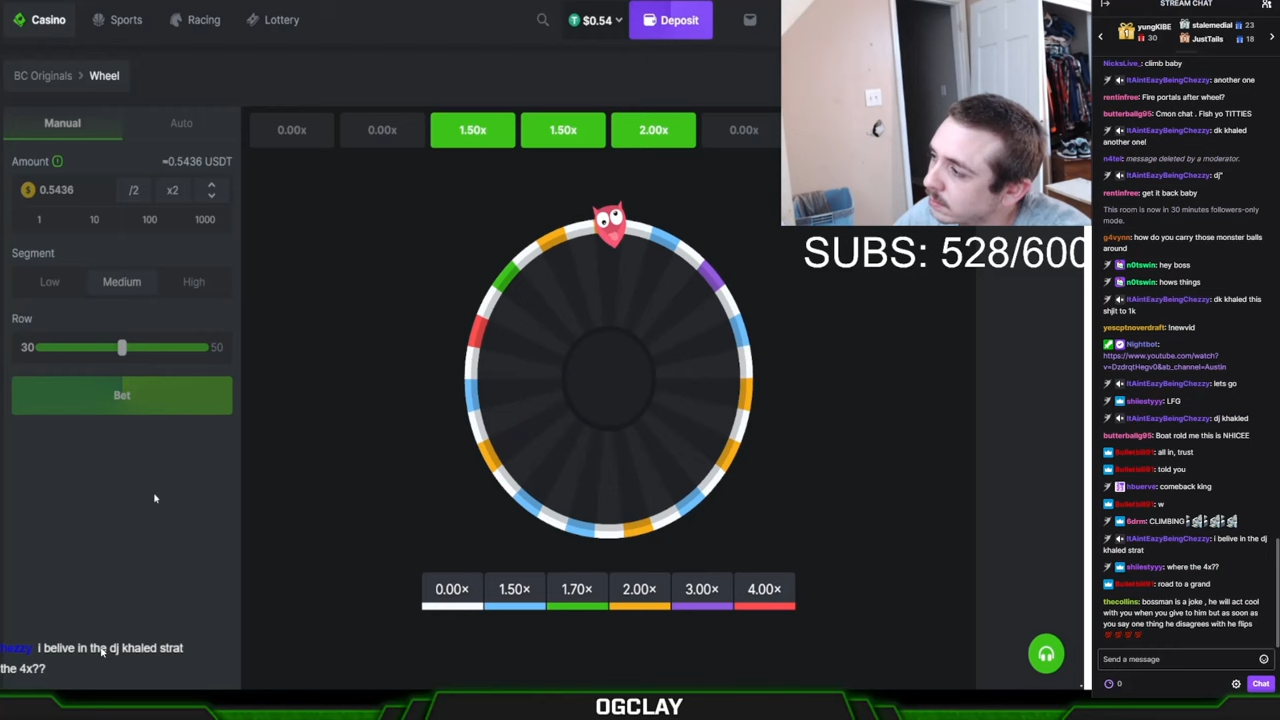 Casino
Sports
Racing
Lottery
$0.54
Deposit
BC Originals > Wheel
Manual
Auto
0.00x
0.00x
1.50x
1.50x
2.00x
0.00x
Amount
≈0.5436 USDT
0.5436
/2
x2
1
10
100
1000
Segment
Low
Medium
High
Row
30
50
Bet
0.00×
1.50×
1.70×
2.00×
3.00×
4.00×
i belive in the dj khaled strat
the 4x??
OGCLAY
SUBS: 528/600
STREAM CHAT
yungKIBE
30
stalemedial 23
JustTails 18
NicksLive_: climb baby
ItAintEazyBeingChezzy: another one
rentinfree: Fire portals after wheel?
butterballg95: Cmon chat . Flsh yo TITTIES
ItAintEazyBeingChezzy: dk khaled
another one!
n4tel: message deleted by a moderator.
ItAintEazyBeingChezzy: dj*
rentinfree: get it back baby
This room is now in 30 minutes followers-only
mode.
g4vynn: how do you carry those monster balls
around
n0tswin: hey boss
n0tswin: hows things
ItAintEazyBeingChezzy: dk khaled this
shjit to 1k
yescptnoverdraft: !newvid
Nightbot:
https://www.youtube.com/watch?
v=DzdrqtHegv0&ab_channel=Austin
ItAintEazyBeingChezzy: lets go
shliestyyy: LFG
ItAintEazyBeingChezzy: dj khakled
butterballg95: Boat rold me this is NHICEE
: all in, trust
: told you
hbuerve: comeback king
: w
6drm: CLIMBING
ItAintEazyBeingChezzy: i belive in the dj
khaled strat
shliestyyy: where the 4x??
: road to a grand
thecollins: bossman is a joke , he will act cool
with you when you give to him but as soon as
you say one thing he disagrees with he flips
Send a message
0
Chat